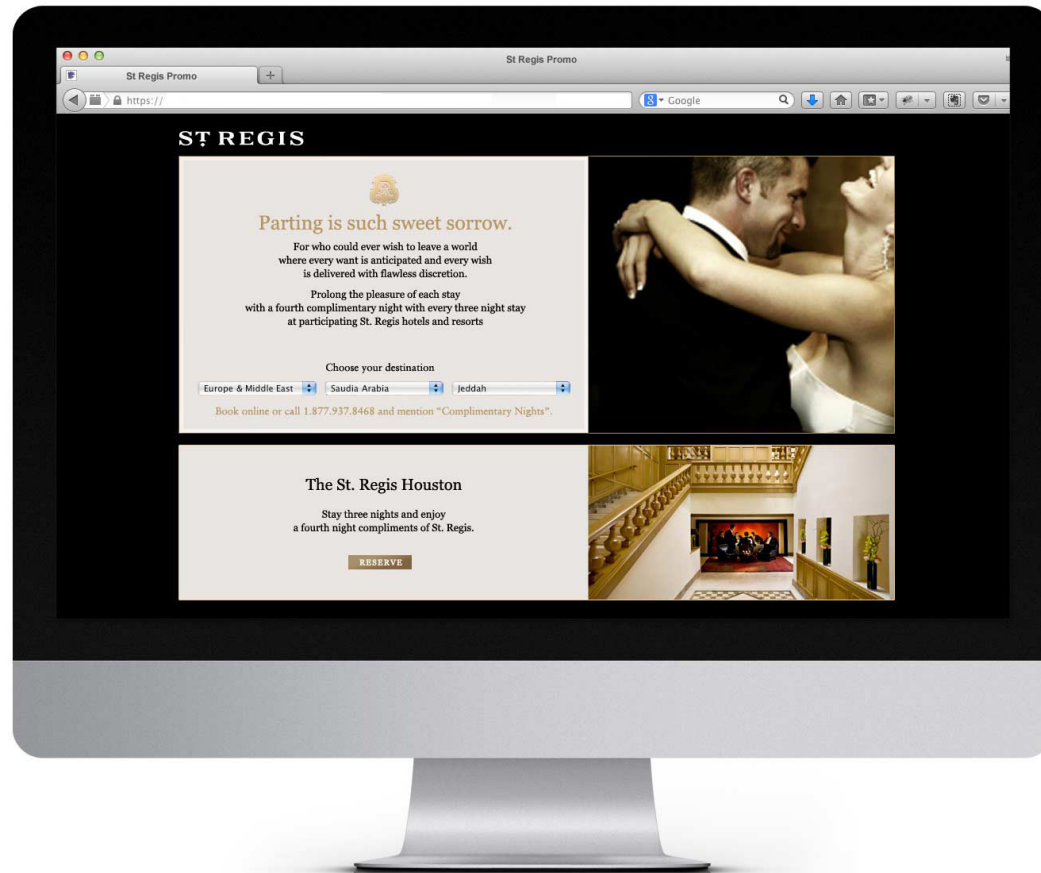 St Regis Promo
St Regis Promo
https://
Google
ST REGIS
Parting is such sweet sorrow.
For who could ever wish to leave a world
where every want is anticipated and every wish
is delivered with flawless discretion.
Prolong the pleasure of each stay
with a fourth complimentary night with every three night stay
at participating St. Regis hotels and resorts
Choose your destination
Europe & Middle East
Saudia Arabia
Jeddah
Book online or call 1.877.937.8468 and mention "Complimentary Nights".
The St. Regis Houston
Stay three nights and enjoy
a fourth night compliments of St. Regis.
RESERVE